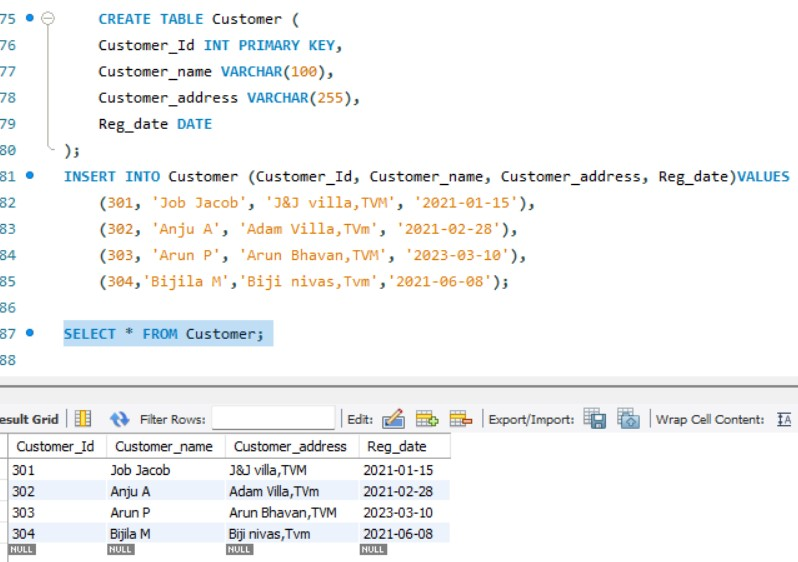 75 CREATE TABLE Customer (
76 Customer_Id INT PRIMARY KEY,
77 Customer_name VARCHAR(100),
78 Customer_address VARCHAR(255),
79 Reg_date DATE
80 );
81 INSERT INTO Customer (Customer_Id, Customer_name, Customer_address, Reg_date)VALUES
82 (301, 'Job Jacob', 'J&J villa,TVM', '2021-01-15'),
83 (302, 'Anju A', 'Adam Villa,TVm', '2021-02-28'),
84 (303, 'Arun P', 'Arun Bhavan,TVM', '2023-03-10'),
85 (304,'Bijila M','Biji nivas,Tvm','2021-06-08');
86
87 SELECT * FROM Customer;
88
esult Grid Filter Rows: Edit: Export/Import: Wrap Cell Content: IA
Customer_Id Customer_name Customer_address Reg_date
301 Job Jacob J&J villa,TVM 2021-01-15
302 Anju A Adam Villa,TVm 2021-02-28
303 Arun P Arun Bhavan,TVM 2023-03-10
304 Bijila M Biji nivas,Tvm 2021-06-08
NULL NULL NULL NULL